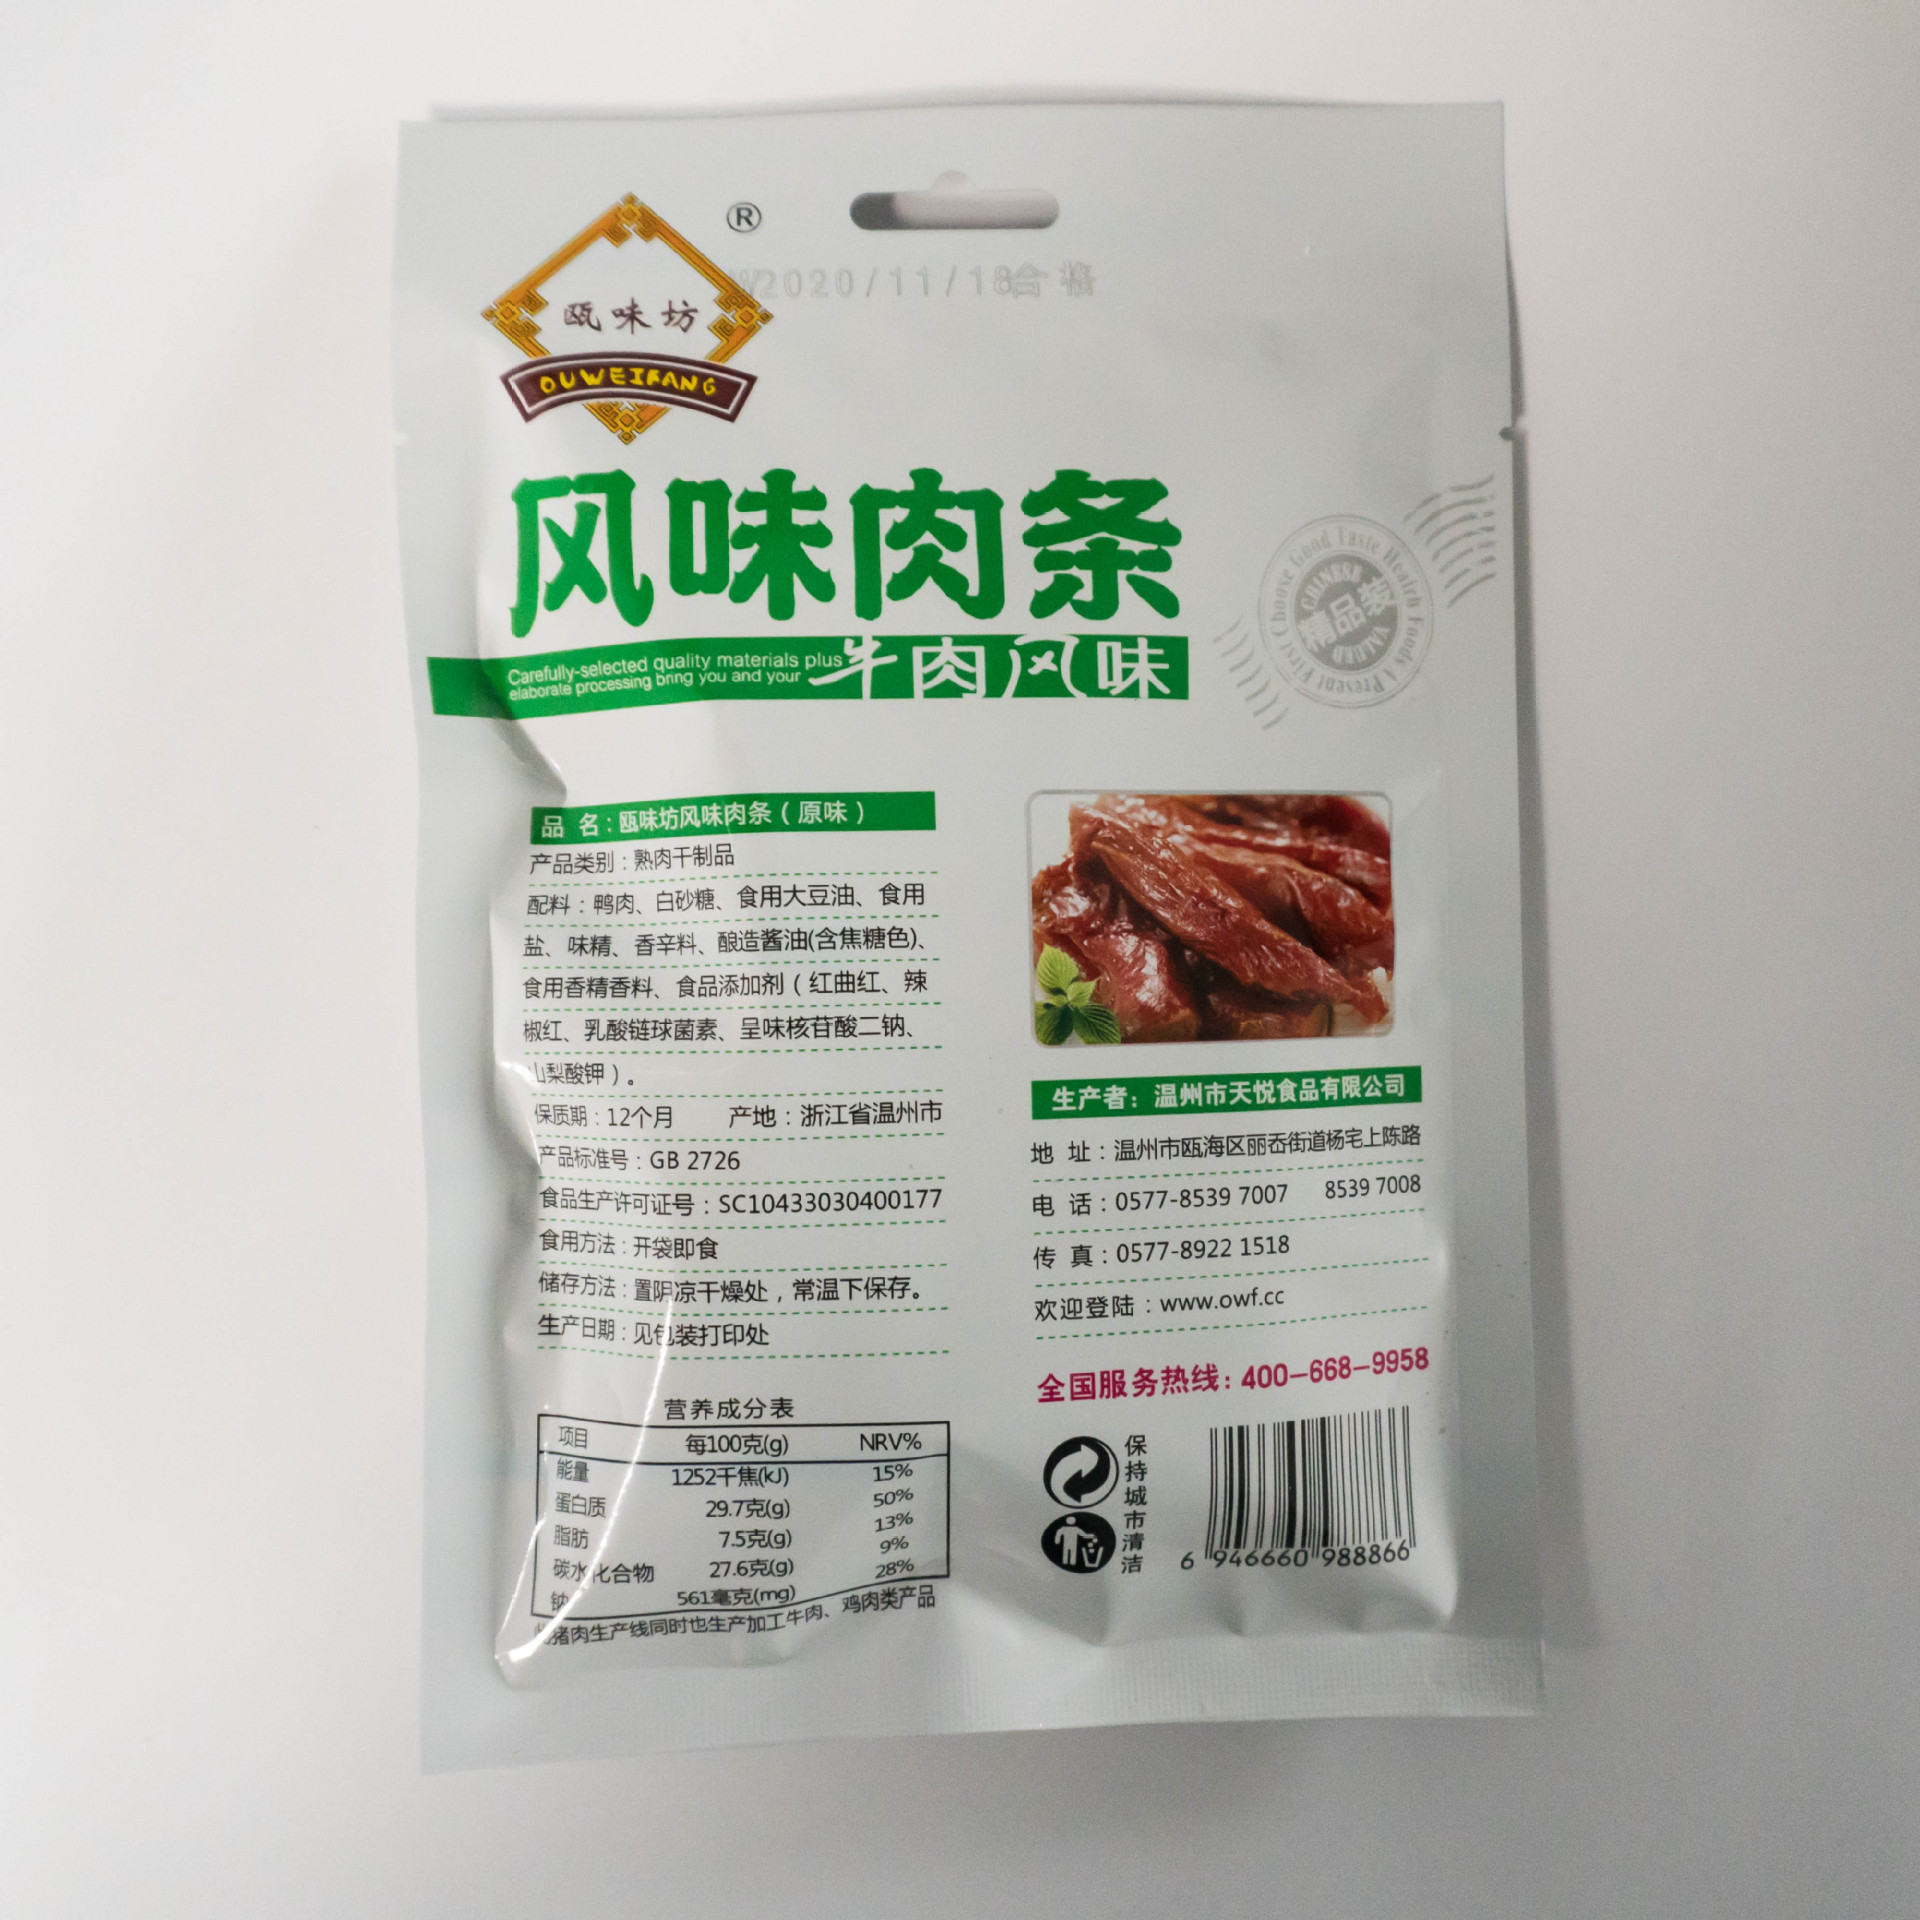 ®
W2020/11/18合格
瓯味坊
OUWEIFANG
风味肉条
Carefully-selected quality materials plus
elaborate processing bring you and your
牛肉风味
First Choose Good Taste Health Foods A Present
CHINESE
精品装
VALUED
品 名:瓯味坊风味肉条(原味)
产品类别:熟肉干制品
配料:鸭肉、白砂糖、食用大豆油、食用
盐、味精、香辛料、酿造酱油(含焦糖色)、
食用香精香料、食品添加剂(红曲红、辣
椒红、乳酸链球菌素、呈味核苷酸二钠、
山梨酸钾)。
保质期:12个月 产地:浙江省温州市
产品标准号:GB 2726
食品生产许可证号:SC10433030400177
食用方法:开袋即食
储存方法:置阴凉干燥处,常温下保存。
生产日期:见包装打印处
营养成分表
项目 每100克(g) NRV%
能量 1252千焦(kJ) 15%
蛋白质 29.7克(g) 50%
脂肪 7.5克(g) 13%
碳水化合物 27.6克(g) 9%
钠 561毫克(mg) 28%
猪肉生产线同时也生产加工牛肉、鸡肉类产品
生产者:温州市天悦食品有限公司
地 址:温州市瓯海区丽岙街道杨宅上陈路
电 话:0577-8539 7007 8539 7008
传 真:0577-8922 1518
欢迎登陆:www.owf.cc
全国服务热线:400-668-9958
保持城市清洁
6 946660 988866